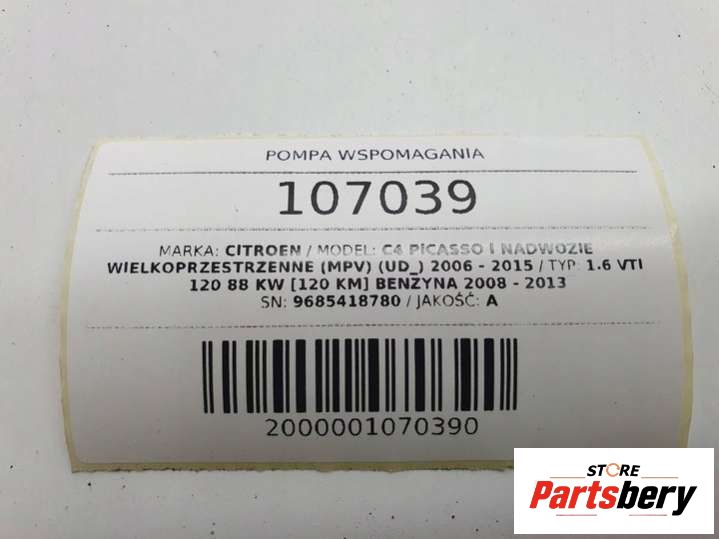 POMPA WSPOMAGANIA
107039
MARKA: CITROEN / MODEL: C4 PICASSO I NADWOZIE
WIELKOPRZESTRZENNE (MPV) (UD_) 2006 - 2015 / TYP: 1.6 VTI
120 88 KW [120 KM] BENZYNA 2008 - 2013
SN: 9685418780 / JAKOŚĆ: A
2000001070390
STORE
Partsbery